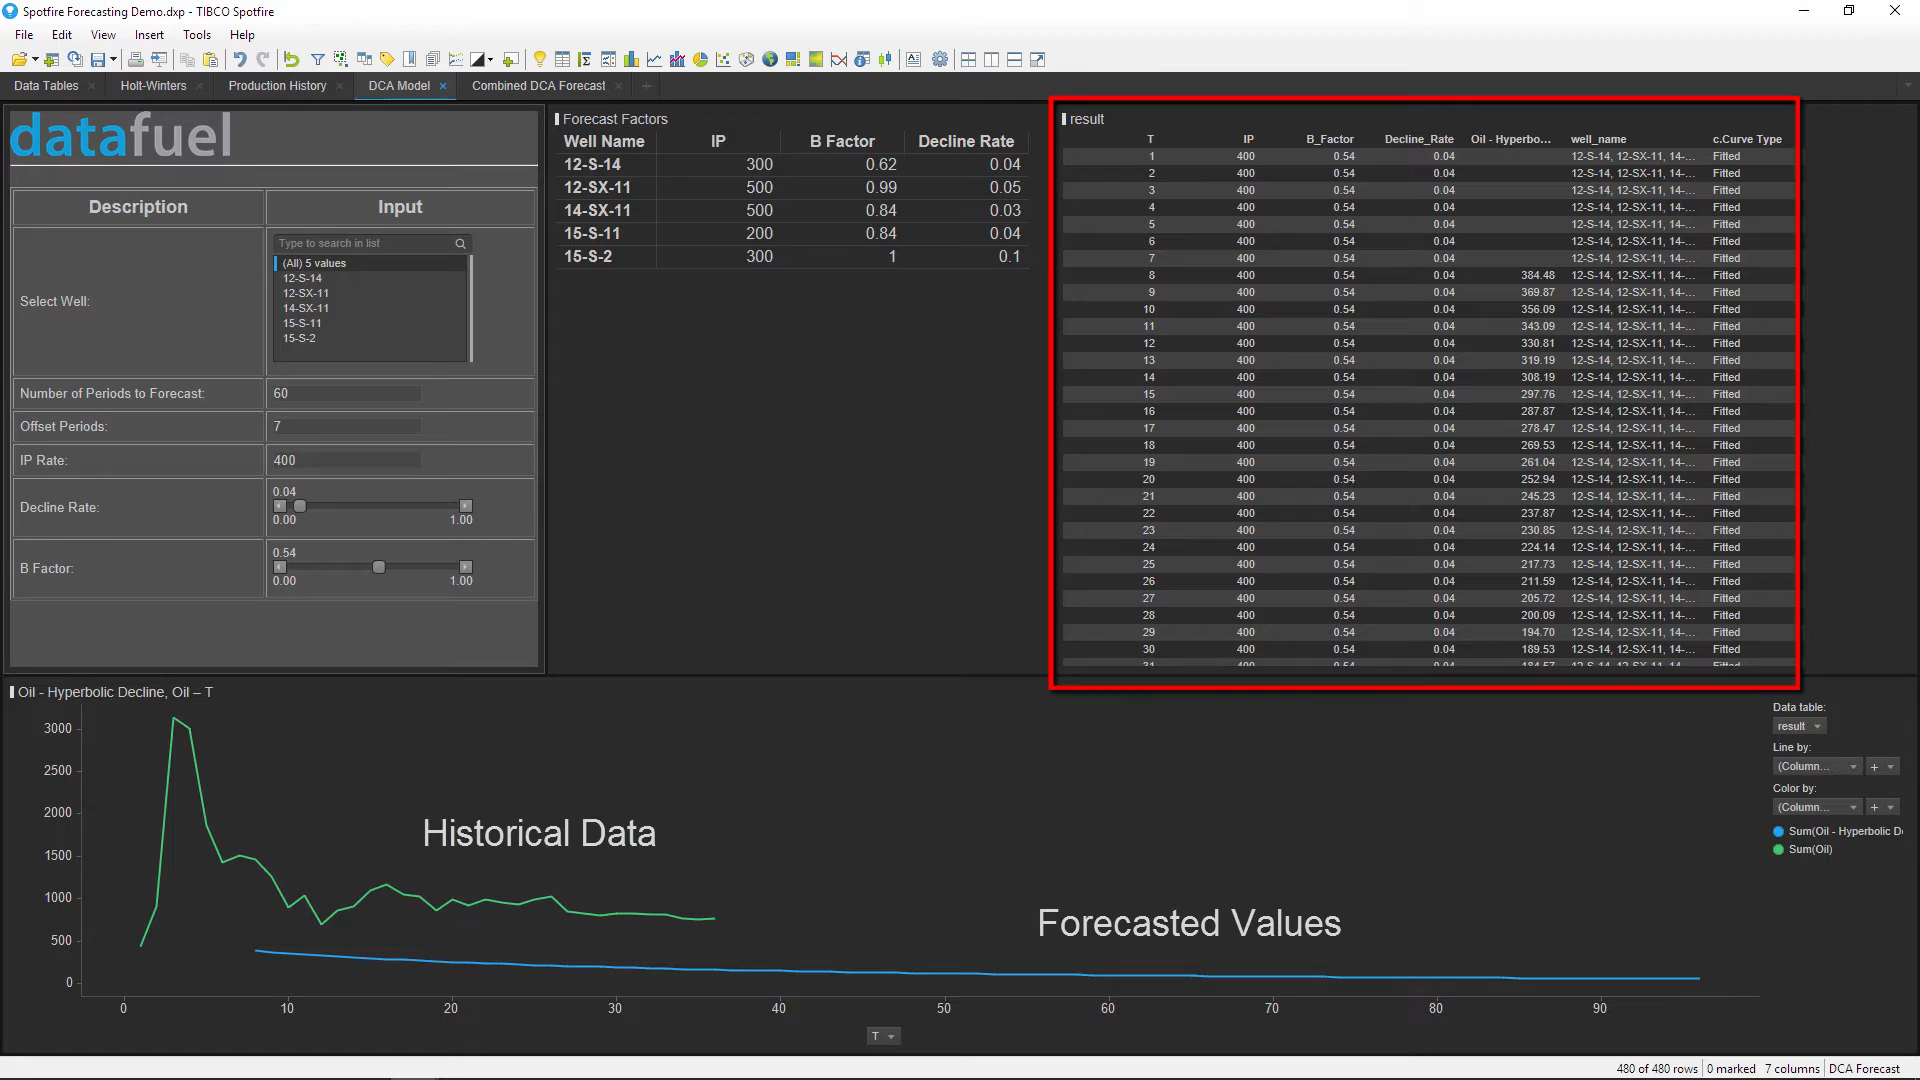 Spotfire Forecasting Demo.dxp - TIBCO Spotfire
File Edit View Insert Tools Help
Data Tables Holt-Winters Production History DCA Model Combined DCA Forecast
datafuel
Description Input
Select Well:
Type to search in list
(All) 5 values
12-S-14
12-SX-11
14-SX-11
15-S-11
15-S-2
Number of Periods to Forecast: 60
Offset Periods: 7
IP Rate: 400
Decline Rate:
0.04
0.00 1.00
B Factor:
0.54
0.00 1.00
Forecast Factors
Well Name IP B Factor Decline Rate
12-S-14 300 0.62 0.04
12-SX-11 500 0.99 0.05
14-SX-11 500 0.84 0.03
15-S-11 200 0.84 0.04
15-S-2 300 1 0.1
result
T IP B_Factor Decline_Rate Oil - Hyperbo... well_name c.Curve Type
1 400 0.54 0.04 12-S-14, 12-SX-11, 14-... Fitted
2 400 0.54 0.04 12-S-14, 12-SX-11, 14-... Fitted
3 400 0.54 0.04 12-S-14, 12-SX-11, 14-... Fitted
4 400 0.54 0.04 12-S-14, 12-SX-11, 14-... Fitted
5 400 0.54 0.04 12-S-14, 12-SX-11, 14-... Fitted
6 400 0.54 0.04 12-S-14, 12-SX-11, 14-... Fitted
7 400 0.54 0.04 12-S-14, 12-SX-11, 14-... Fitted
8 400 0.54 0.04 384.48 12-S-14, 12-SX-11, 14-... Fitted
9 400 0.54 0.04 369.87 12-S-14, 12-SX-11, 14-... Fitted
10 400 0.54 0.04 356.09 12-S-14, 12-SX-11, 14-... Fitted
11 400 0.54 0.04 343.09 12-S-14, 12-SX-11, 14-... Fitted
12 400 0.54 0.04 330.81 12-S-14, 12-SX-11, 14-... Fitted
13 400 0.54 0.04 319.19 12-S-14, 12-SX-11, 14-... Fitted
14 400 0.54 0.04 308.19 12-S-14, 12-SX-11, 14-... Fitted
15 400 0.54 0.04 297.76 12-S-14, 12-SX-11, 14-... Fitted
16 400 0.54 0.04 287.87 12-S-14, 12-SX-11, 14-... Fitted
17 400 0.54 0.04 278.47 12-S-14, 12-SX-11, 14-... Fitted
18 400 0.54 0.04 269.53 12-S-14, 12-SX-11, 14-... Fitted
19 400 0.54 0.04 261.04 12-S-14, 12-SX-11, 14-... Fitted
20 400 0.54 0.04 252.94 12-S-14, 12-SX-11, 14-... Fitted
21 400 0.54 0.04 245.23 12-S-14, 12-SX-11, 14-... Fitted
22 400 0.54 0.04 237.87 12-S-14, 12-SX-11, 14-... Fitted
23 400 0.54 0.04 230.85 12-S-14, 12-SX-11, 14-... Fitted
24 400 0.54 0.04 224.14 12-S-14, 12-SX-11, 14-... Fitted
25 400 0.54 0.04 217.73 12-S-14, 12-SX-11, 14-... Fitted
26 400 0.54 0.04 211.59 12-S-14, 12-SX-11, 14-... Fitted
27 400 0.54 0.04 205.72 12-S-14, 12-SX-11, 14-... Fitted
28 400 0.54 0.04 200.09 12-S-14, 12-SX-11, 14-... Fitted
29 400 0.54 0.04 194.70 12-S-14, 12-SX-11, 14-... Fitted
30 400 0.54 0.04 189.53 12-S-14, 12-SX-11, 14-... Fitted
31 400 0.54 0.04 184.57 12-S-14, 12-SX-11, 14-... Fitted
Oil - Hyperbolic Decline, Oil – T
3000
2500
2000
1500
1000
500
0
Historical Data
Forecasted Values
0 10 20 30 40 50 60 70 80 90
T
Data table:
result
Line by:
(Column...
Color by:
(Column...
Sum(Oil - Hyperbolic D
Sum(Oil)
480 of 480 rows 0 marked 7 columns DCA Forecast